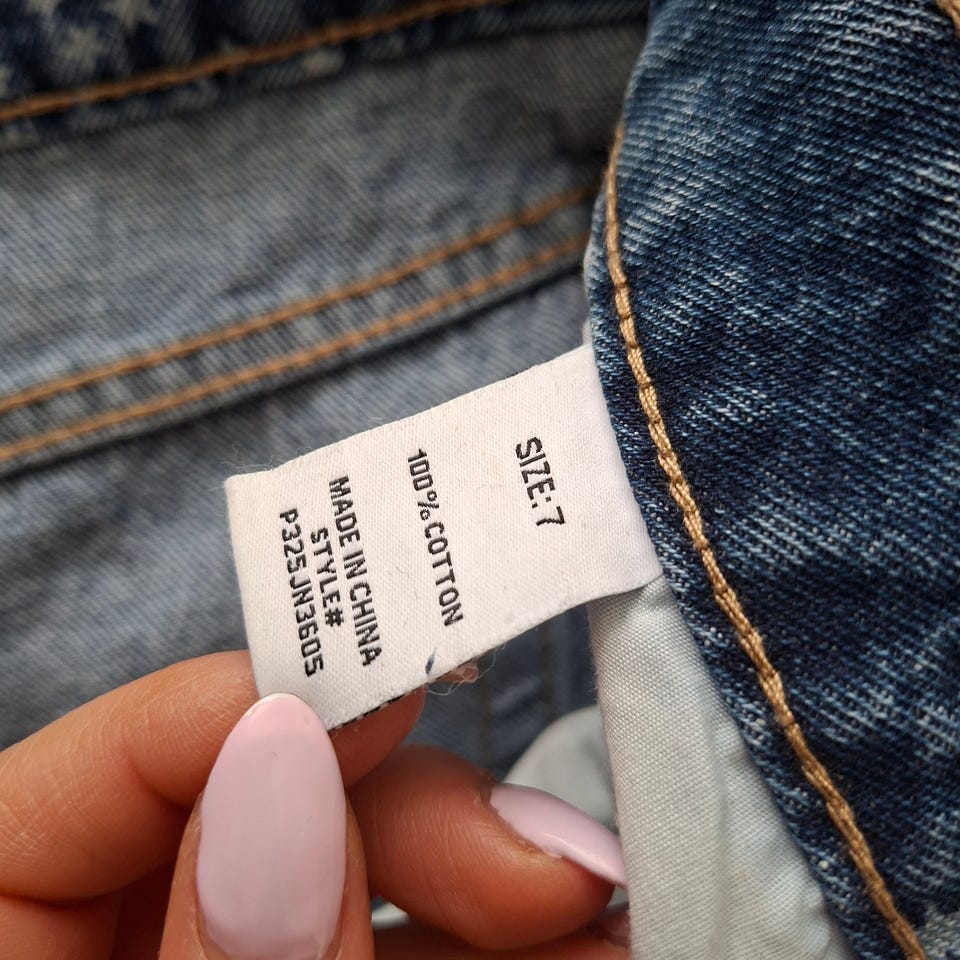 SIZE:7
100%COTTON
MADE IN CHINA
STYLE#
P325JN3605